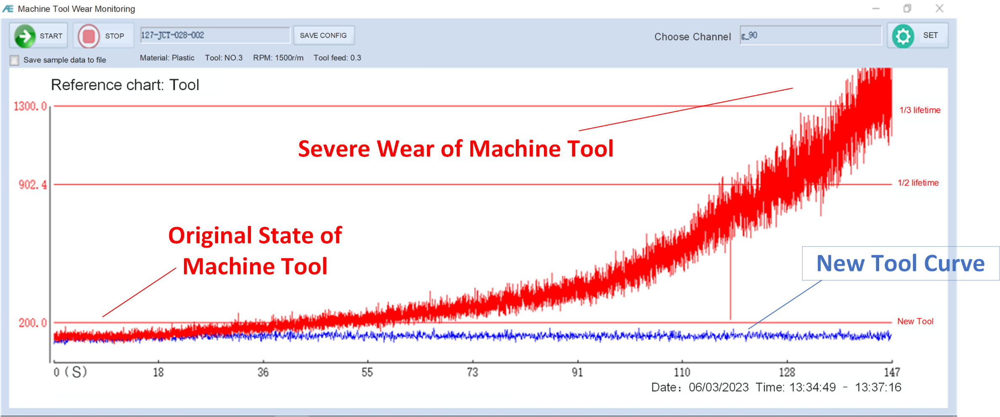 Æ Machine Tool Wear Monitoring
START STOP 127-JCT-028-002 SAVE CONFIG Choose Channel g_90 SET
Save sample data to file Material: Plastic Tool: NO.3 RPM: 1500r/m Tool feed: 0.3
Reference chart: Tool
1300.0
1/3 lifetime
Severe Wear of Machine Tool
902.4
1/2 lifetime
Original State of
Machine Tool
New Tool Curve
200.0
New Tool
0 (S) 18 36 55 73 91 110 128 147
Date: 06/03/2023 Time: 13:34:49 - 13:37:16